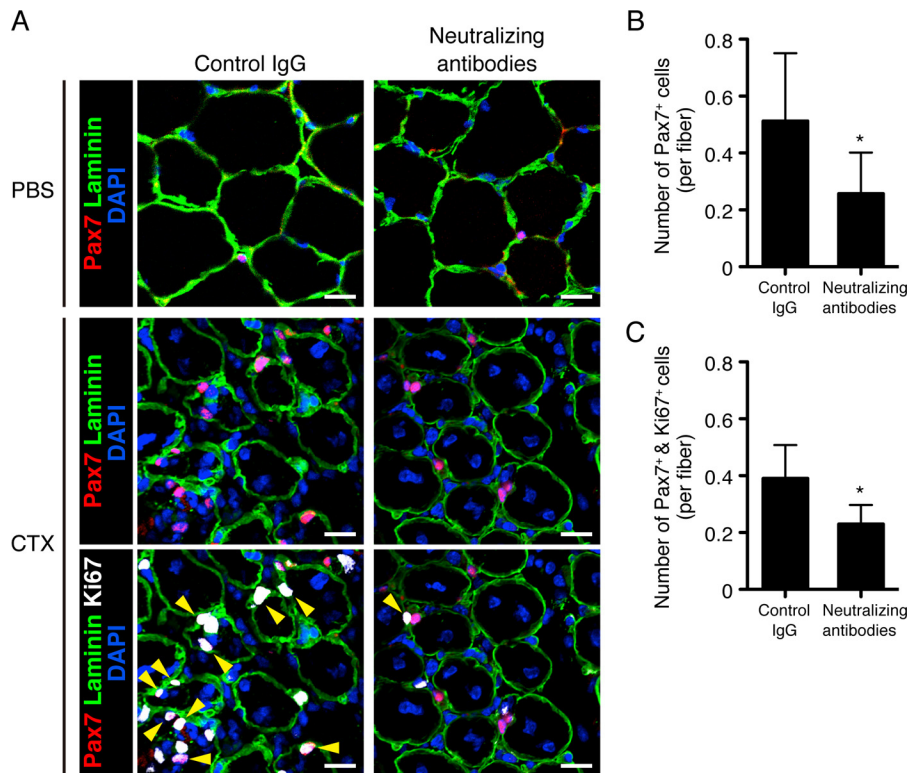 A
Control IgG
Neutralizing
antibodies
PBS
Pax7 Laminin
DAPI
CTX
Pax7 Laminin
DAPI
Pax7 Laminin Ki67
DAPI
B
Number of Pax7⁺ cells
(per fiber)
0.8
0.6
0.4
0.2
0
*
Control
IgG
Neutralizing
antibodies
C
Number of Pax7⁺ & Ki67⁺ cells
(per fiber)
0.8
0.6
0.4
0.2
0
*
Control
IgG
Neutralizing
antibodies